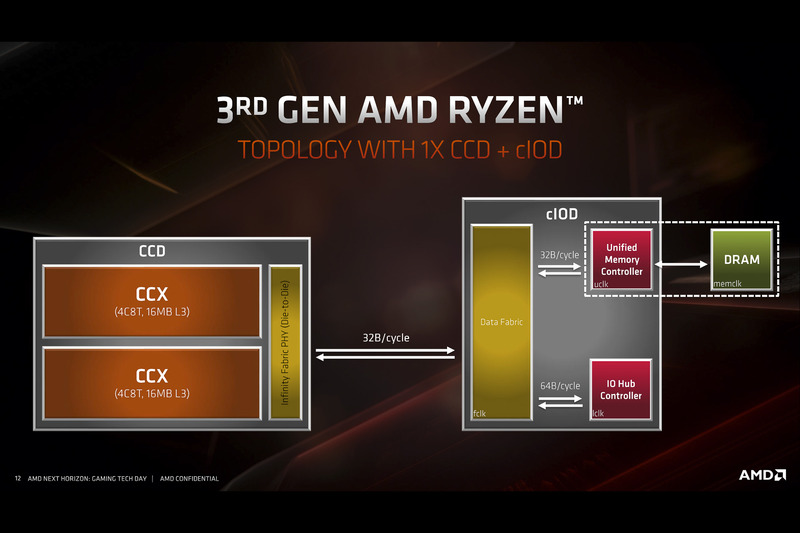 3RD GEN AMD RYZEN™
TOPOLOGY WITH 1X CCD + cIOD
CCD
CCX
(4C8T, 16MB L3)
CCX
(4C8T, 16MB L3)
Infinity Fabric PHY (Die-to-Die)
32B/cycle
cIOD
Data Fabric
fclk
32B/cycle
Unified
Memory
Controller
uclk
DRAM
memclk
64B/cycle
IO Hub
Controller
lclk
12 AMD NEXT HORIZON: GAMING TECH DAY | AMD CONFIDENTIAL
AMD